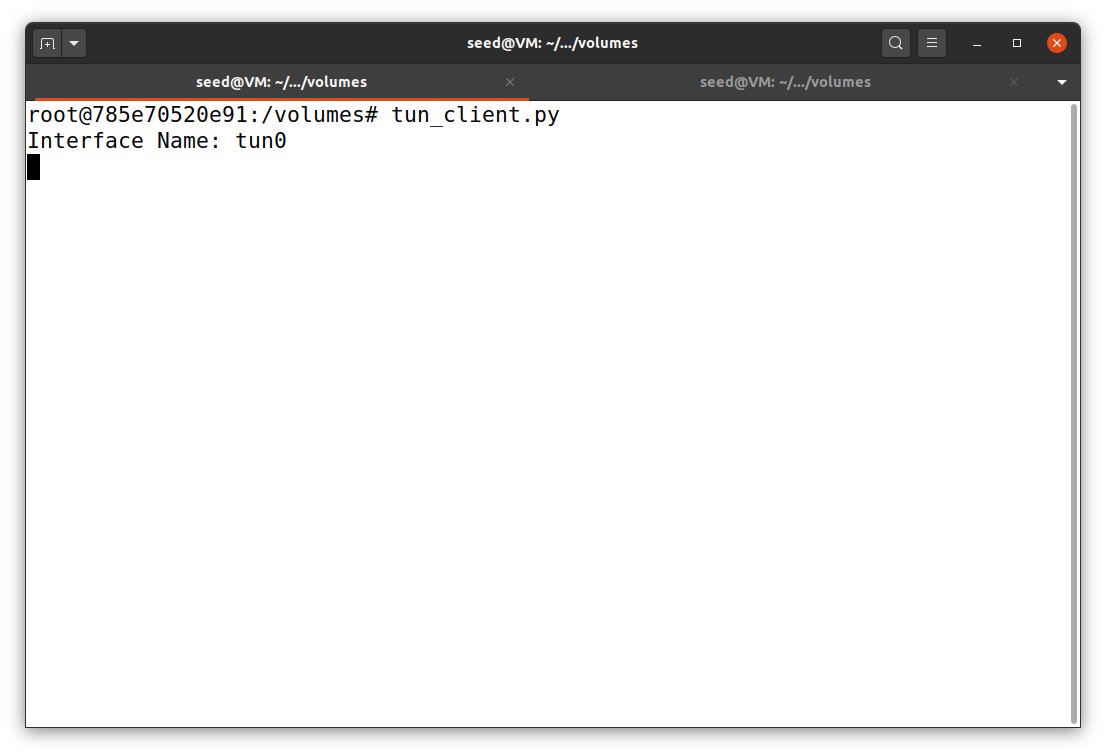 seed@VM: ~/.../volumes
seed@VM: ~/.../volumes
seed@VM: ~/.../volumes
root@785e70520e91:/volumes# tun_client.py
Interface Name: tun0